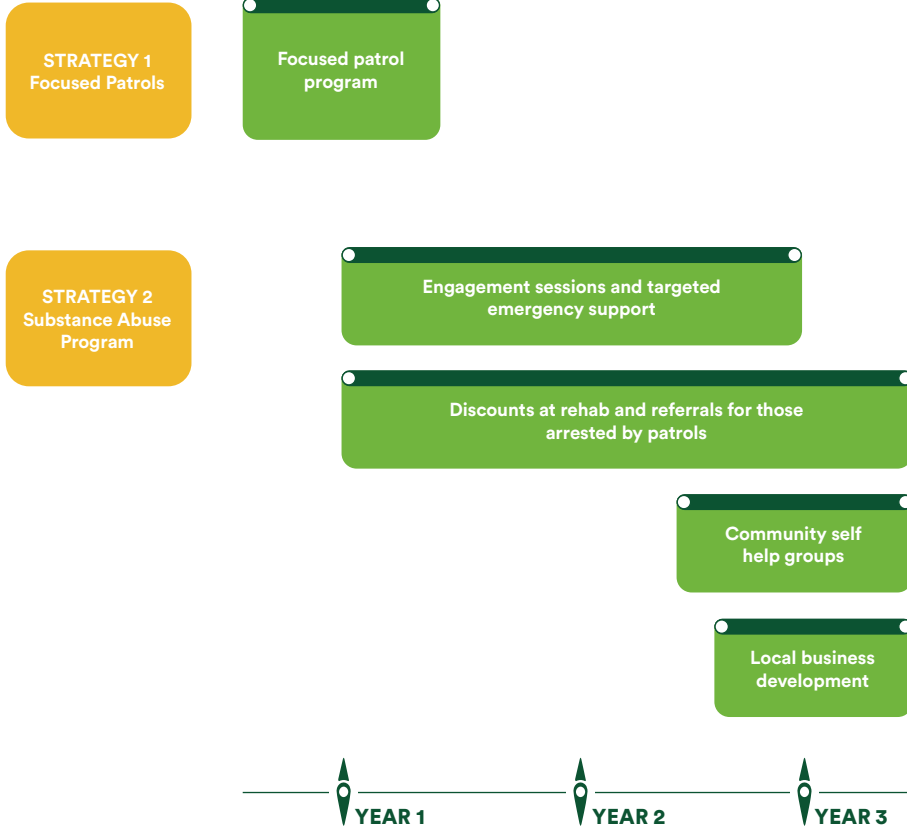 STRATEGY 1
Focused Patrols
Focused patrol
program
STRATEGY 2
Substance Abuse
Program
Engagement sessions and targeted
emergency support
Discounts at rehab and referrals for those
arrested by patrols
Community self
help groups
Local business
development
YEAR 1
YEAR 2
YEAR 3